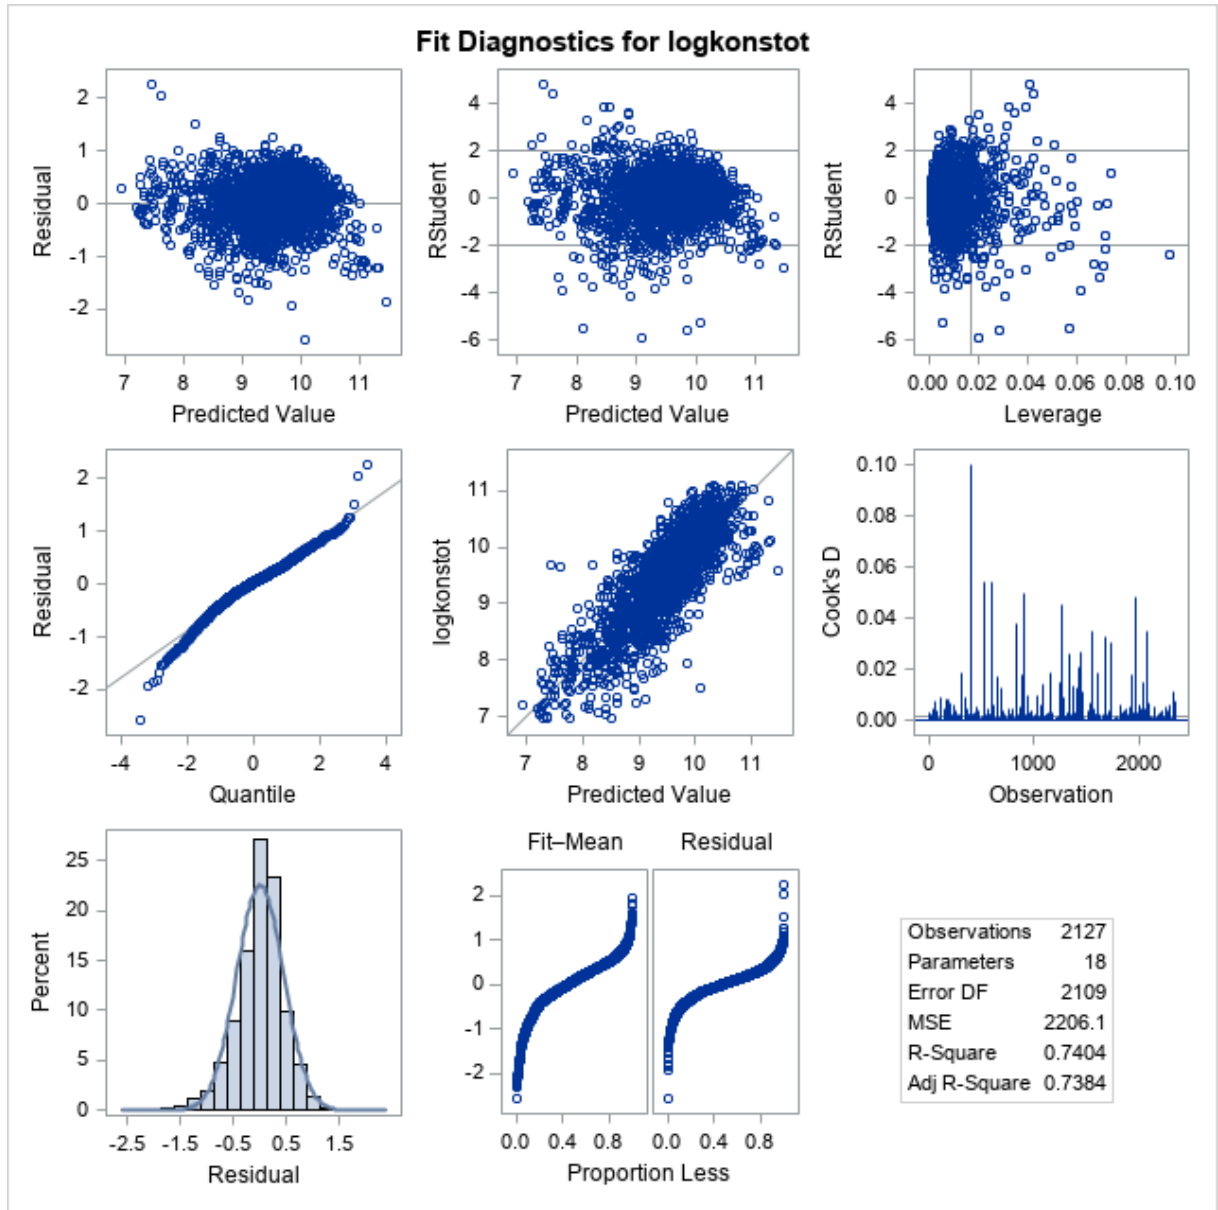 Fit Diagnostics for logkonstot
Residual
2
1
0
-1
-2
7 8 9 10 11
Predicted Value
RStudent
4
2
0
-2
-4
-6
7 8 9 10 11
Predicted Value
RStudent
4
2
0
-2
-4
-6
0.00 0.02 0.04 0.06 0.08 0.10
Leverage
Residual
2
1
0
-1
-2
-4 -2 0 2 4
Quantile
logkonstot
11
10
9
8
7
7 8 9 10 11
Predicted Value
Cook's D
0.10
0.08
0.06
0.04
0.02
0.00
0 1000 2000
Observation
Percent
25
20
15
10
5
0
-2.5 -1.5 -0.5 0.5 1.5
Residual
Fit–Mean Residual
2
1
0
-1
-2
0.0 0.4 0.8 0.0 0.4 0.8
Proportion Less
Observations 2127
Parameters 18
Error DF 2109
MSE 2206.1
R-Square 0.7404
Adj R-Square 0.7384